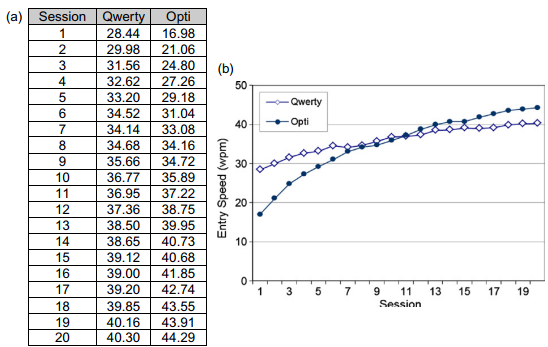 (a)
Session Qwerty Opti
1 28.44 16.98
2 29.98 21.06
3 31.56 24.80
4 32.62 27.26
5 33.20 29.18
6 34.52 31.04
7 34.14 33.08
8 34.68 34.16
9 35.66 34.72
10 36.77 35.89
11 36.95 37.22
12 37.36 38.75
13 38.50 39.95
14 38.65 40.73
15 39.12 40.68
16 39.00 41.85
17 39.20 42.74
18 39.85 43.55
19 40.16 43.91
20 40.30 44.29
(b)
Entry Speed (wpm)
50
40
30
20
10
0
Qwerty
Opti
1 3 5 7 9 11 13 15 17 19
Session